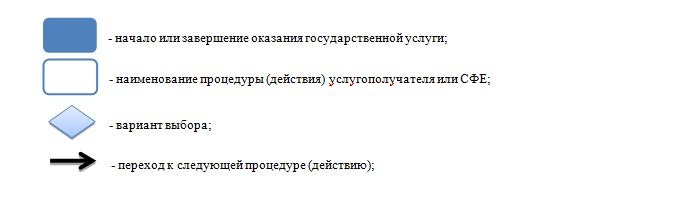 - начало или завершение оказания государственной услуги;
- наименование процедуры (действия) услугополучателя или СФЕ;
- вариант выбора;
- переход к следующей процедуре (действию);